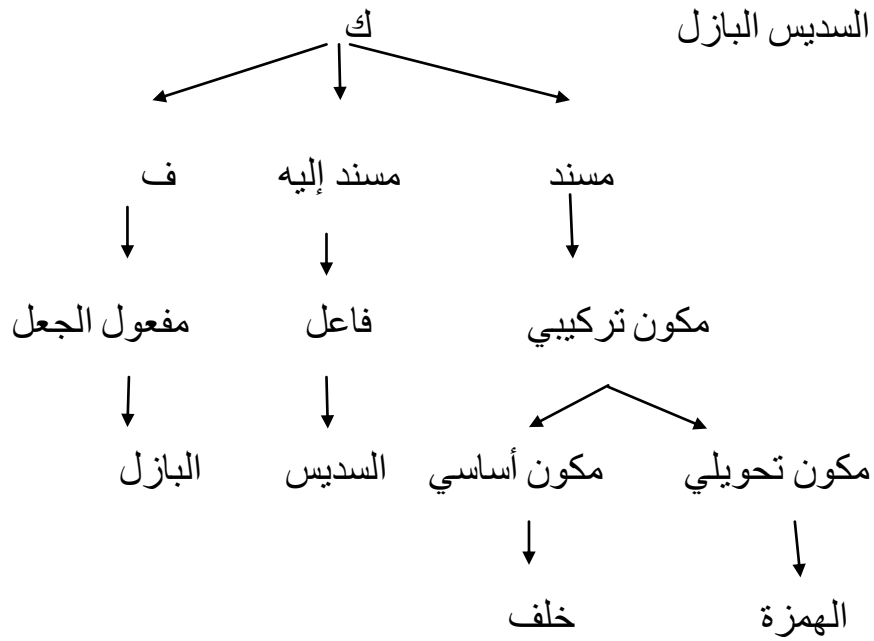 السديس البازل ك
مسند مسند إليه ف
مكون تركيبي فاعل مفعول الجعل
مكون تحويلي مكون أساسي السديس البازل
الهمزة خلف